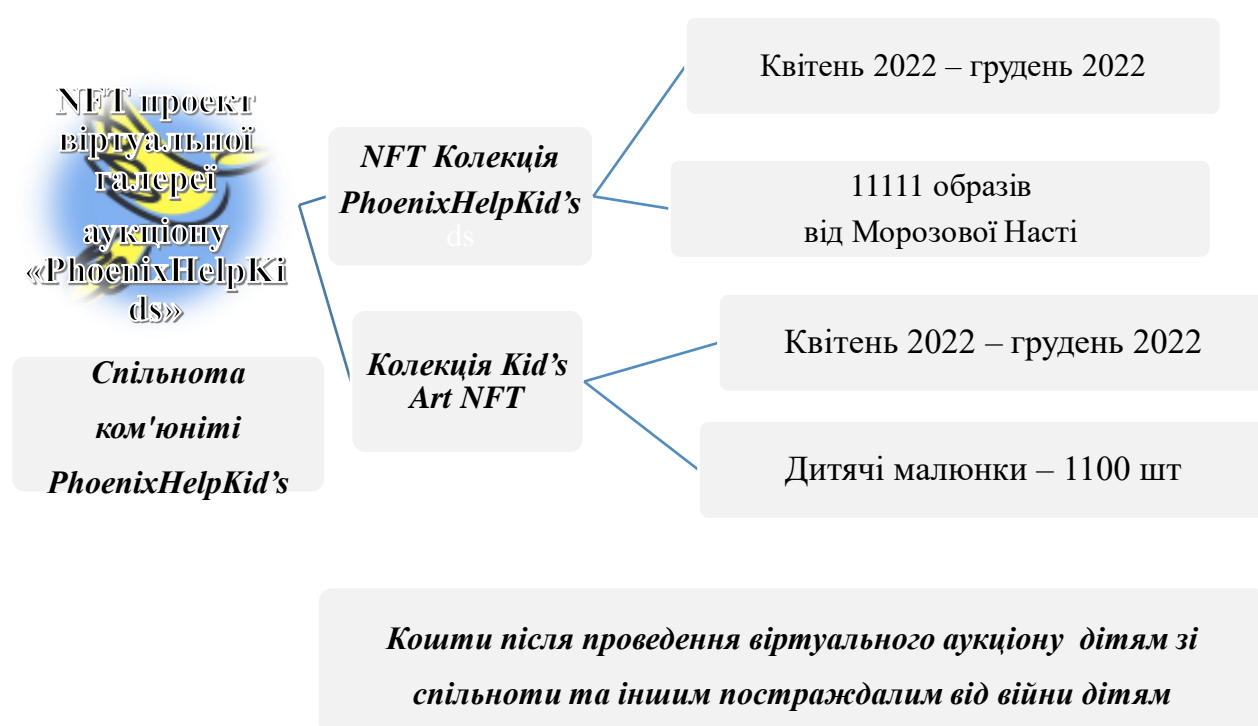 NFT проект
віртуальної
галереї
аукціону
«PhoenixHelpKi
ds»
Спільнота
ком'юніті
PhoenixHelpKid’s
NFT Колекція
PhoenixHelpKid’s
ds
Квітень 2022 – грудень 2022
11111 образів
від Морозової Насті
Колекція Kid’s
Art NFT
Квітень 2022 – грудень 2022
Дитячі малюнки – 1100 шт
Кошти після проведення віртуального аукціону дітям зі
спільноти та іншим постраждалим від війни дітям